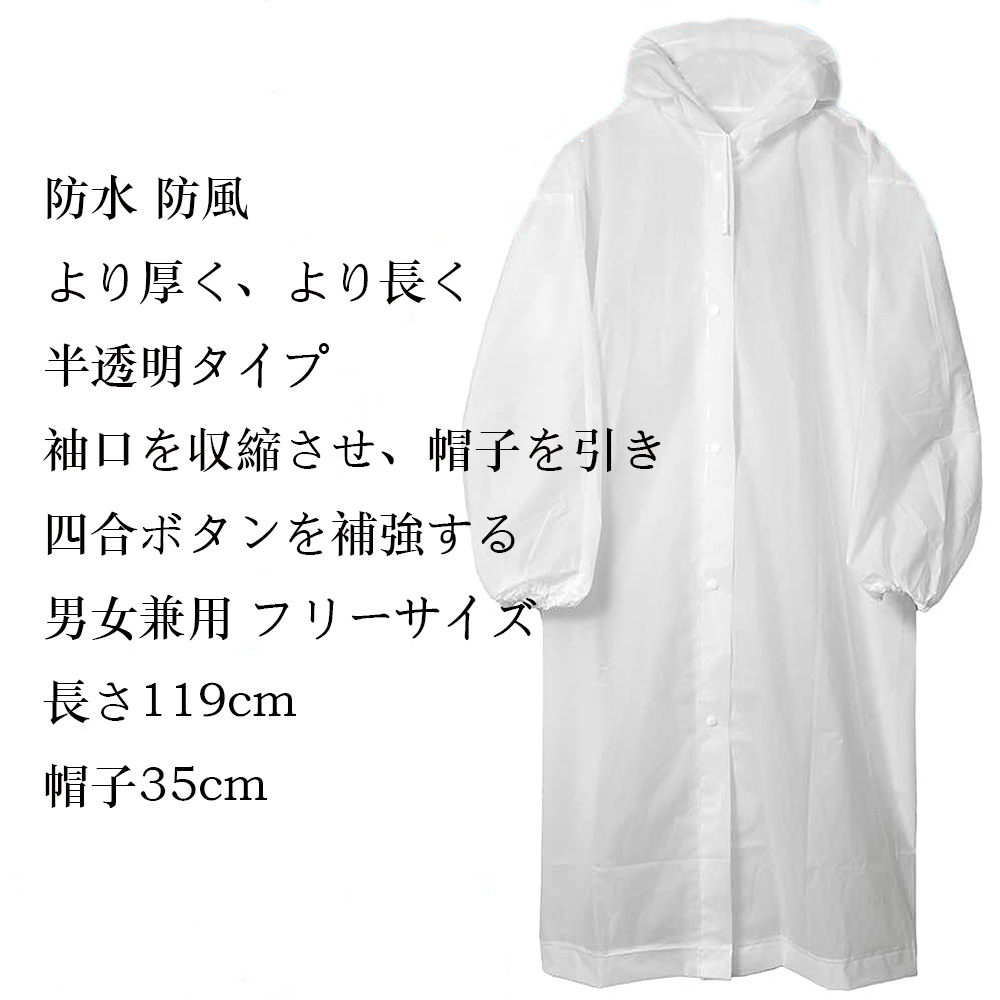 防水 防風
より厚く、より長く
半透明タイプ
袖口を収縮させ、帽子を引き
四合ボタンを補強する
男女兼用 フリーサイズ
長さ119cm
帽子35cm